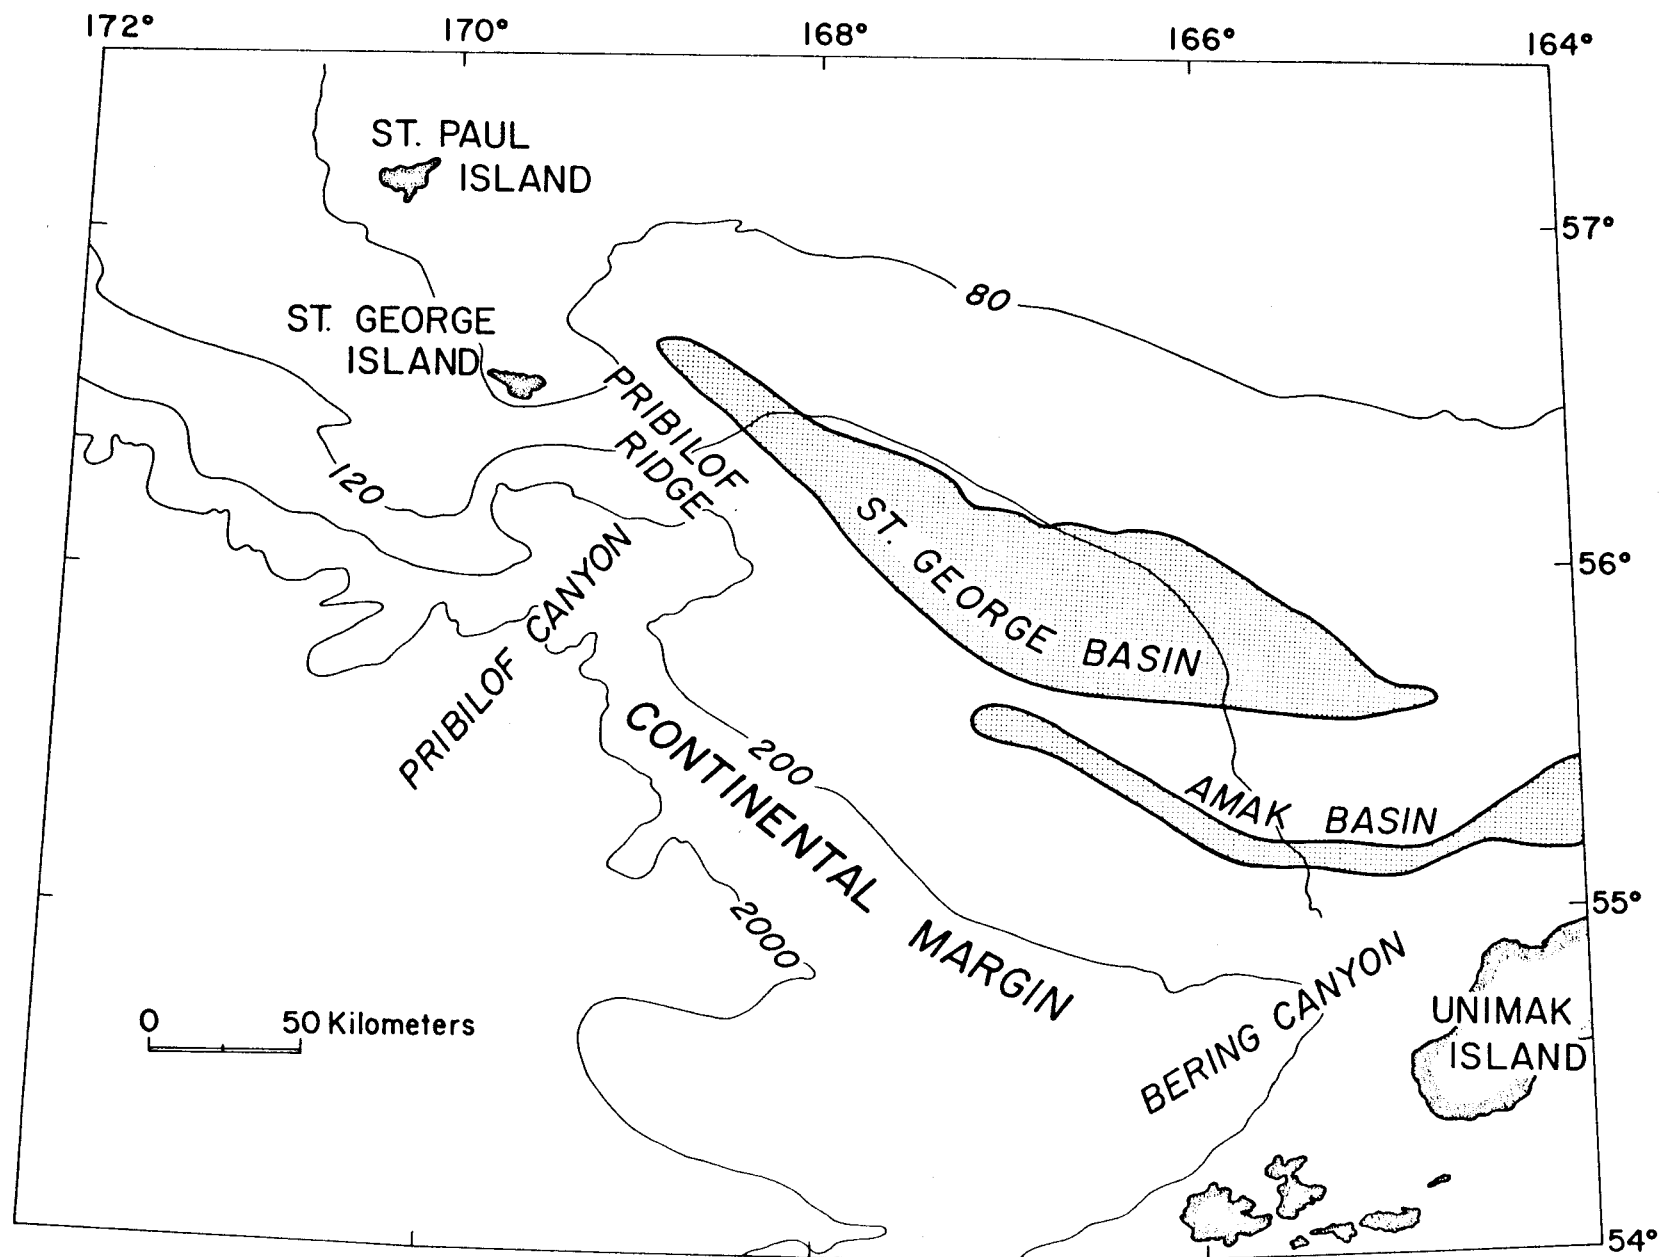 172°
170°
168°
166°
164°
ST. PAUL
ISLAND
57°
80
ST. GEORGE
ISLAND
PRIBILOF
RIDGE
120
ST. GEORGE BASIN
56°
PRIBILOF CANYON
CONTINENTAL MARGIN
200
AMAK BASIN
2000
55°
BERING CANYON
UNIMAK
ISLAND
0 50 Kilometers
54°